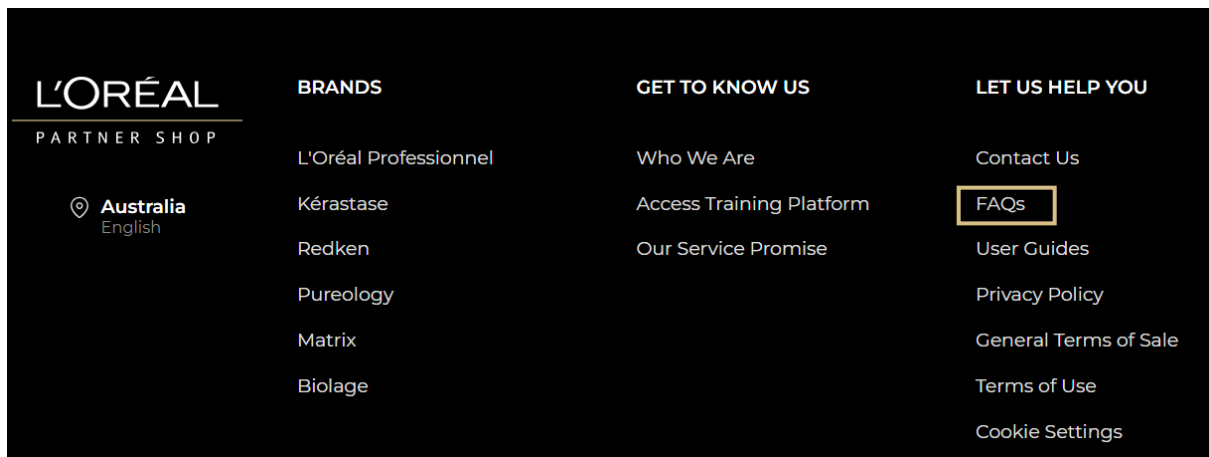 L'ORÉAL
PARTNER SHOP
Australia
English
BRANDS
L'Oréal Professionnel
Kérastase
Redken
Pureology
Matrix
Biolage
GET TO KNOW US
Who We Are
Access Training Platform
Our Service Promise
LET US HELP YOU
Contact Us
FAQs
User Guides
Privacy Policy
General Terms of Sale
Terms of Use
Cookie Settings